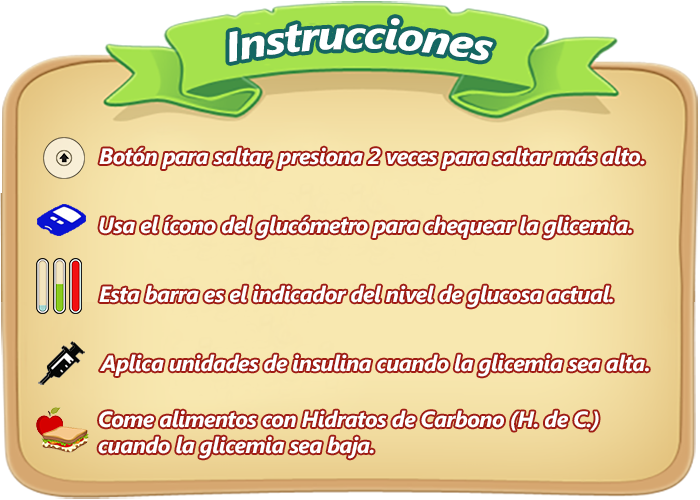 Instrucciones
Botón para saltar, presiona 2 veces para saltar más alto.
Usa el ícono del glucómetro para chequear la glicemia.
Esta barra es el indicador del nivel de glucosa actual.
Aplica unidades de insulina cuando la glicemia sea alta.
Come alimentos con Hidratos de Carbono (H. de C.)
cuando la glicemia sea baja.